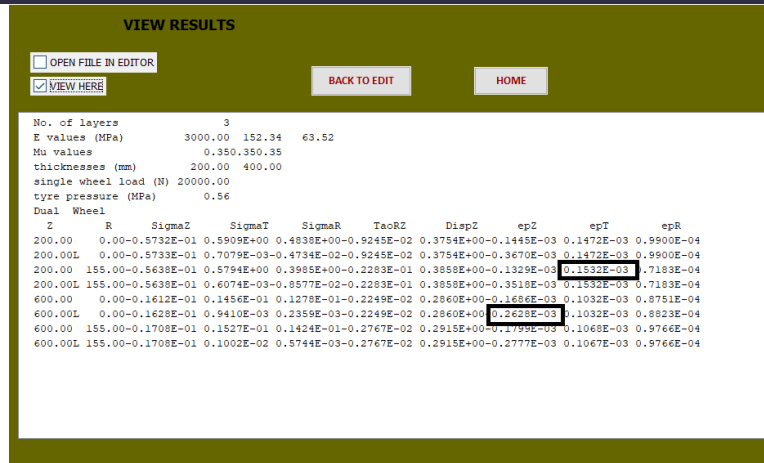 VIEW RESULTS
OPEN FILE IN EDITOR
VIEW HERE
BACK TO EDIT
HOME
No. of layers 3
E values (MPa) 3000.00 152.34 63.52
Mu values 0.350.350.35
thicknesses (mm) 200.00 400.00
single wheel load (N) 20000.00
tyre pressure (MPa) 0.56
Dual Wheel
Z R SigmaZ SigmaT SigmaR TaoRZ DispZ epZ epT epR
200.00 0.00-0.5732E-01 0.5909E+00 0.4838E+00-0.9245E-02 0.3754E+00-0.1445E-03 0.1472E-03 0.9900E-04
200.00L 0.00-0.5733E-01 0.7079E-03-0.4734E-02-0.9245E-02 0.3754E+00-0.3670E-03 0.1472E-03 0.9900E-04
200.00 155.00-0.5638E-01 0.5794E+00 0.3985E+00-0.2283E-01 0.3858E+00-0.1329E-03 0.1532E-03 0.7183E-04
200.00L 155.00-0.5638E-01 0.6074E-03-0.8577E-02-0.2283E-01 0.3858E+00-0.3518E-03 0.1532E-03 0.7183E-04
600.00 0.00-0.1612E-01 0.1456E-01 0.1278E-01-0.2249E-02 0.2860E+00-0.1686E-03 0.1032E-03 0.8751E-04
600.00L 0.00-0.1628E-01 0.9410E-03 0.2359E-03-0.2249E-02 0.2860E+00-0.2628E-03 0.1032E-03 0.8823E-04
600.00 155.00-0.1708E-01 0.1527E-01 0.1424E-01-0.2767E-02 0.2915E+00-0.1799E-03 0.1068E-03 0.9766E-04
600.00L 155.00-0.1708E-01 0.1002E-02 0.5744E-03-0.2767E-02 0.2915E+00-0.2777E-03 0.1067E-03 0.9766E-04